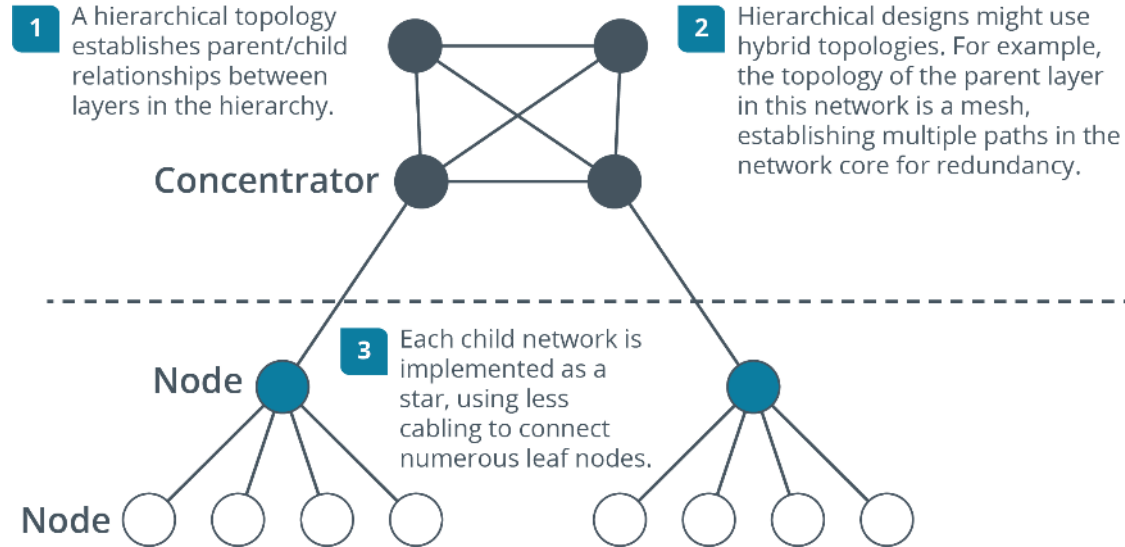 1
A hierarchical topology
establishes parent/child
relationships between
layers in the hierarchy.
2
Hierarchical designs might use
hybrid topologies. For example,
the topology of the parent layer
in this network is a mesh,
establishing multiple paths in the
network core for redundancy.
Concentrator
3
Each child network is
implemented as a
star, using less
cabling to connect
numerous leaf nodes.
Node
Node